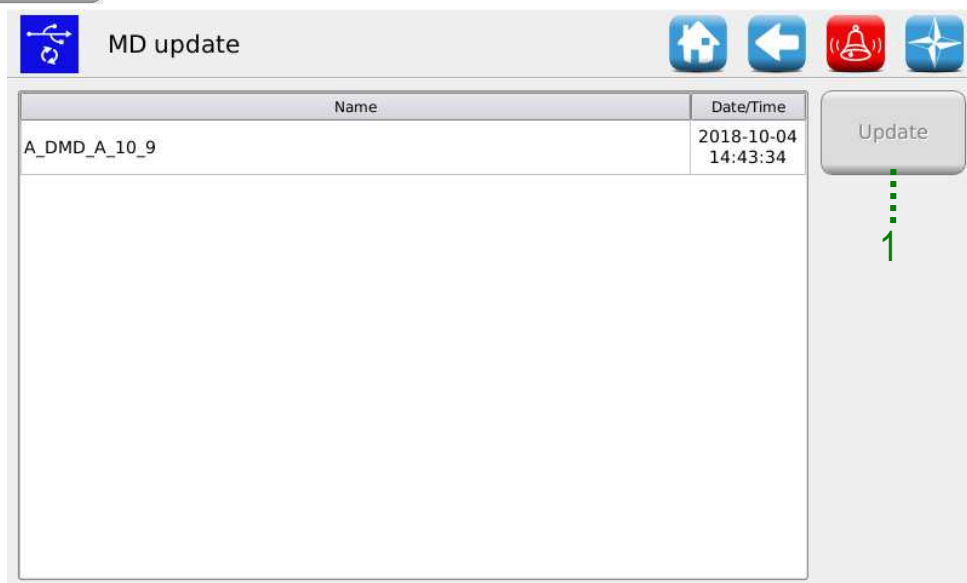 MD update
Name
Date/Time
A_DMD_A_10_9
2018-10-04
14:43:34
Update
1